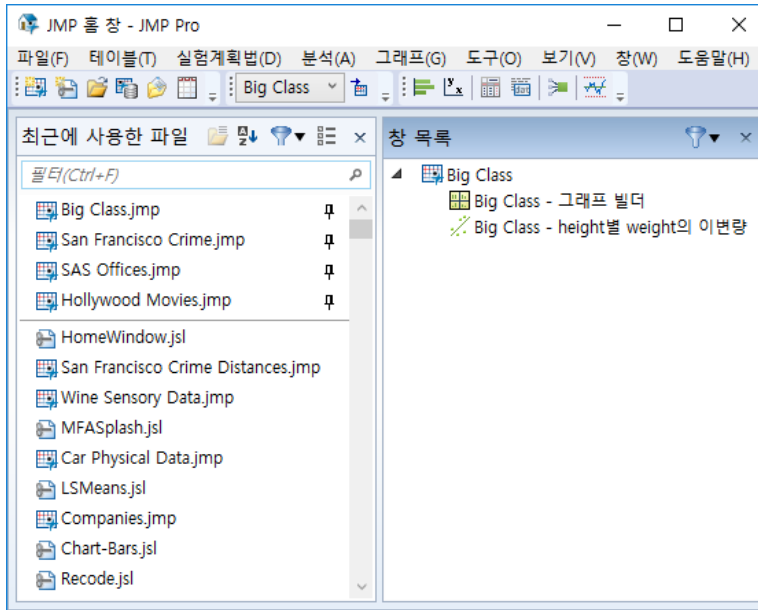 JMP 홈 창 - JMP Pro
파일(F) 테이블(T) 실험계획법(D) 분석(A) 그래프(G) 도구(O) 보기(V) 창(W) 도움말(H)
Big Class
최근에 사용한 파일
필터(Ctrl+F)
Big Class.jmp
San Francisco Crime.jmp
SAS Offices.jmp
Hollywood Movies.jmp
HomeWindow.jsl
San Francisco Crime Distances.jmp
Wine Sensory Data.jmp
MFASplash.jsl
Car Physical Data.jmp
LSMeans.jsl
Companies.jmp
Chart-Bars.jsl
Recode.jsl
창 목록
Big Class
Big Class - 그래프 빌더
Big Class - height별 weight의 이변량